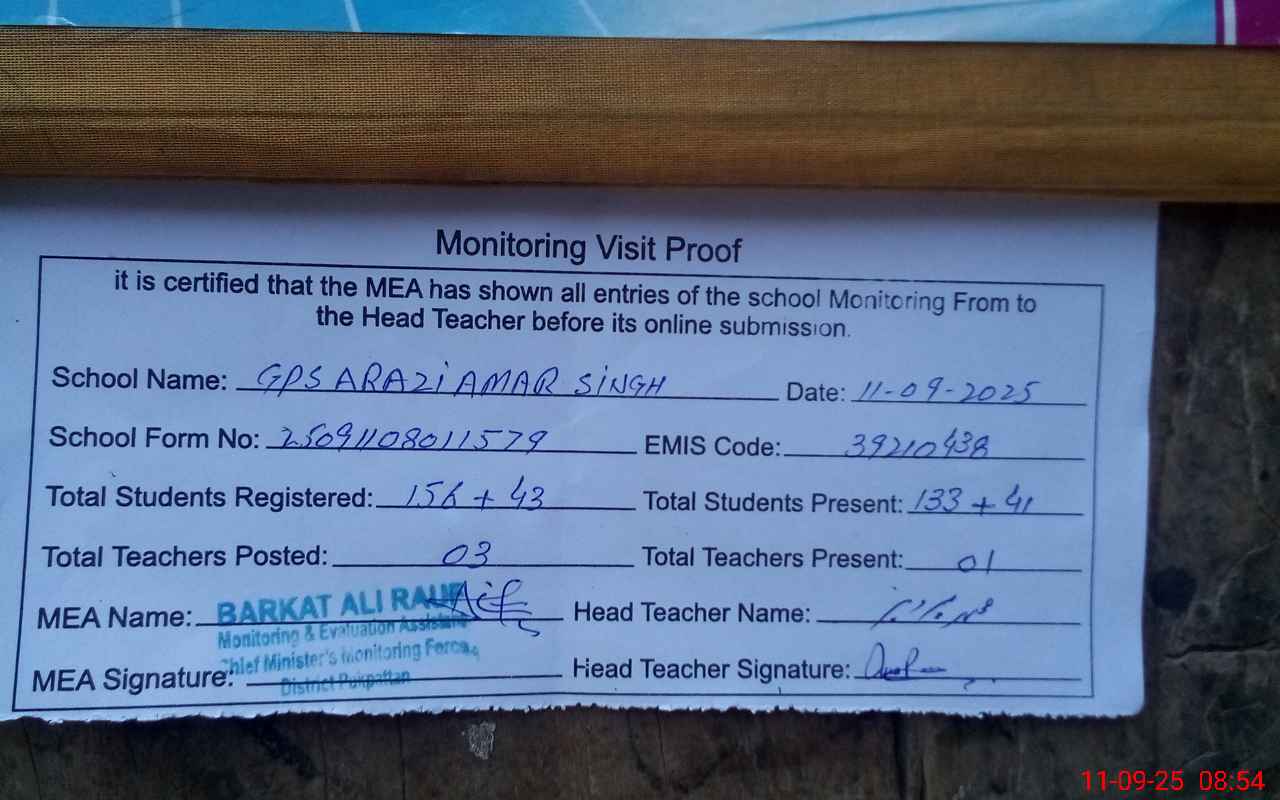 Monitoring Visit Proof
it is certified that the MEA has shown all entries of the school Monitoring From to
the Head Teacher before its online submission.
School Name: GPS ARAZi AMAR SiNGH Date: 11-09-2025
School Form No: 25091108011579 EMIS Code: 39210438
Total Students Registered: 156 + 43 Total Students Present: 133 + 41
Total Teachers Posted: 03 Total Teachers Present: 01
MEA Name: BARKAT ALI RAUF Head Teacher Name:
Monitoring & Evaluation Assistant
Chief Minister's Monitoring Force,
MEA Signature: Head Teacher Signature:
District Pakpattan
11-09-25 08:54